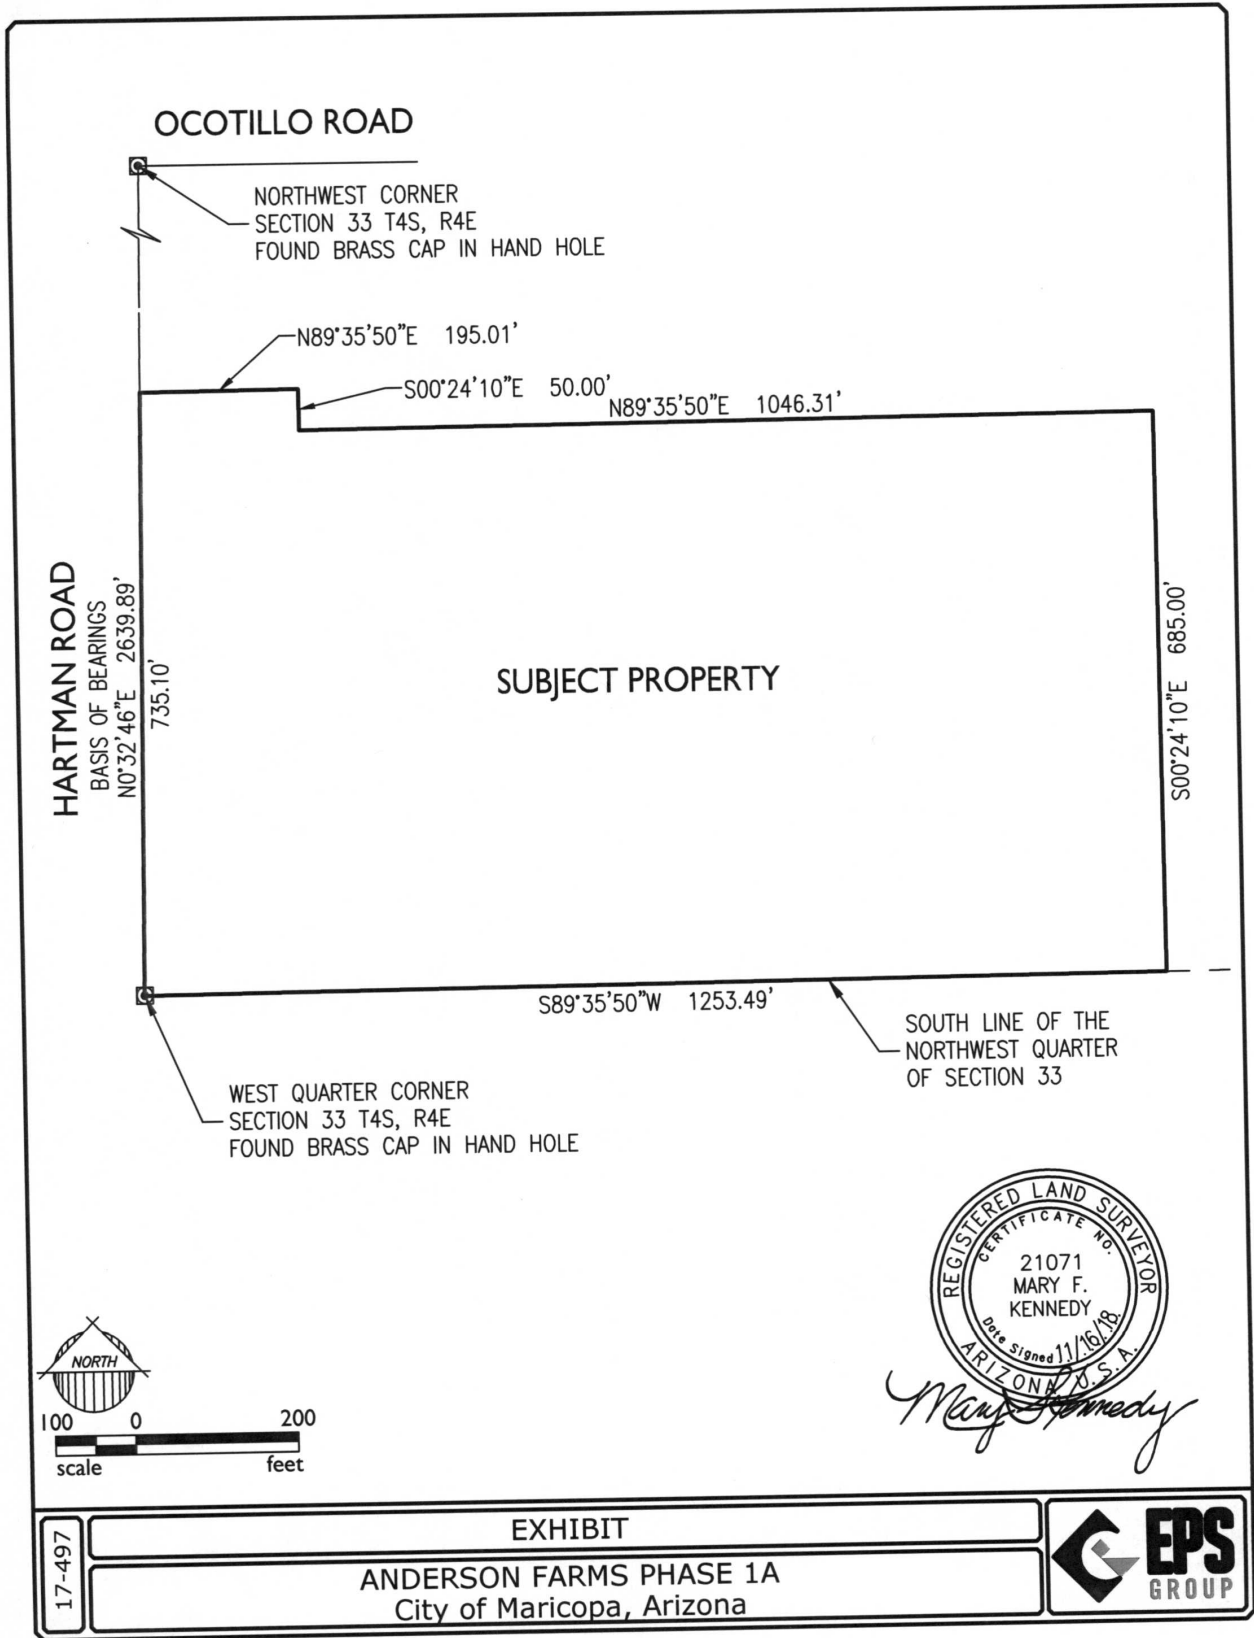 OCOTILLO ROAD
NORTHWEST CORNER
SECTION 33 T4S, R4E
FOUND BRASS CAP IN HAND HOLE
N89°35'50"E 195.01'
S00°24'10"E 50.00'
N89°35'50"E 1046.31'
HARTMAN ROAD
BASIS OF BEARINGS
N0°32'46"E 2639.89'
735.10'
SUBJECT PROPERTY
S00°24'10"E 685.00'
S89°35'50"W 1253.49'
SOUTH LINE OF THE
NORTHWEST QUARTER
OF SECTION 33
WEST QUARTER CORNER
SECTION 33 T4S, R4E
FOUND BRASS CAP IN HAND HOLE
REGISTERED LAND SURVEYOR
CERTIFICATE NO.
21071
MARY F.
KENNEDY
Date Signed 11/16/18
ARIZONA, U.S.A.
Mary F Kennedy
NORTH
100 0 200
scale feet
17-497
EXHIBIT
ANDERSON FARMS PHASE 1A
City of Maricopa, Arizona
EPS
GROUP